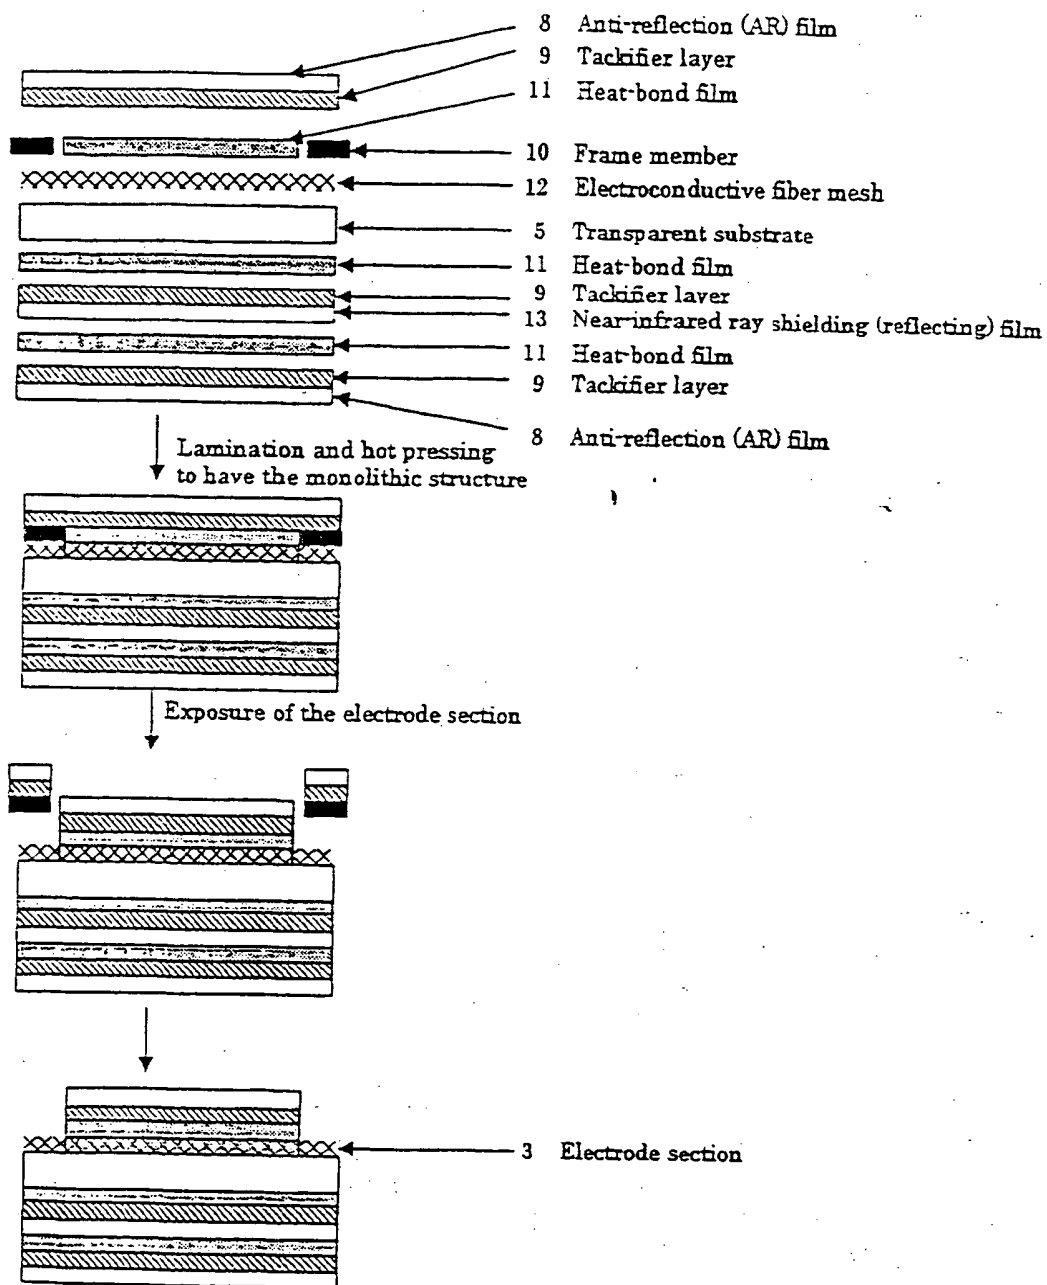 8 Anti-reflection (AR) film
9 Tackifier layer
11 Heat-bond film
10 Frame member
12 Electroconductive fiber mesh
5 Transparent substrate
11 Heat-bond film
9 Tackifier layer
13 Near-infrared ray shielding (reflecting) film
11 Heat-bond film
9 Tackifier layer
8 Anti-reflection (AR) film
Lamination and hot pressing
to have the monolithic structure
Exposure of the electrode section
3 Electrode section